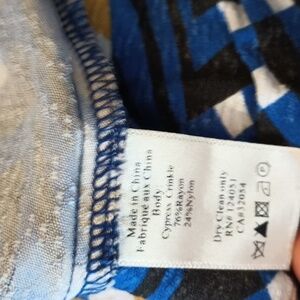 Made in China
Fabriqué aux China
Body
Cypress Crinkle
76%Rayon
24%Nylon
Dry Clean only
RN# 124051
CA#32054